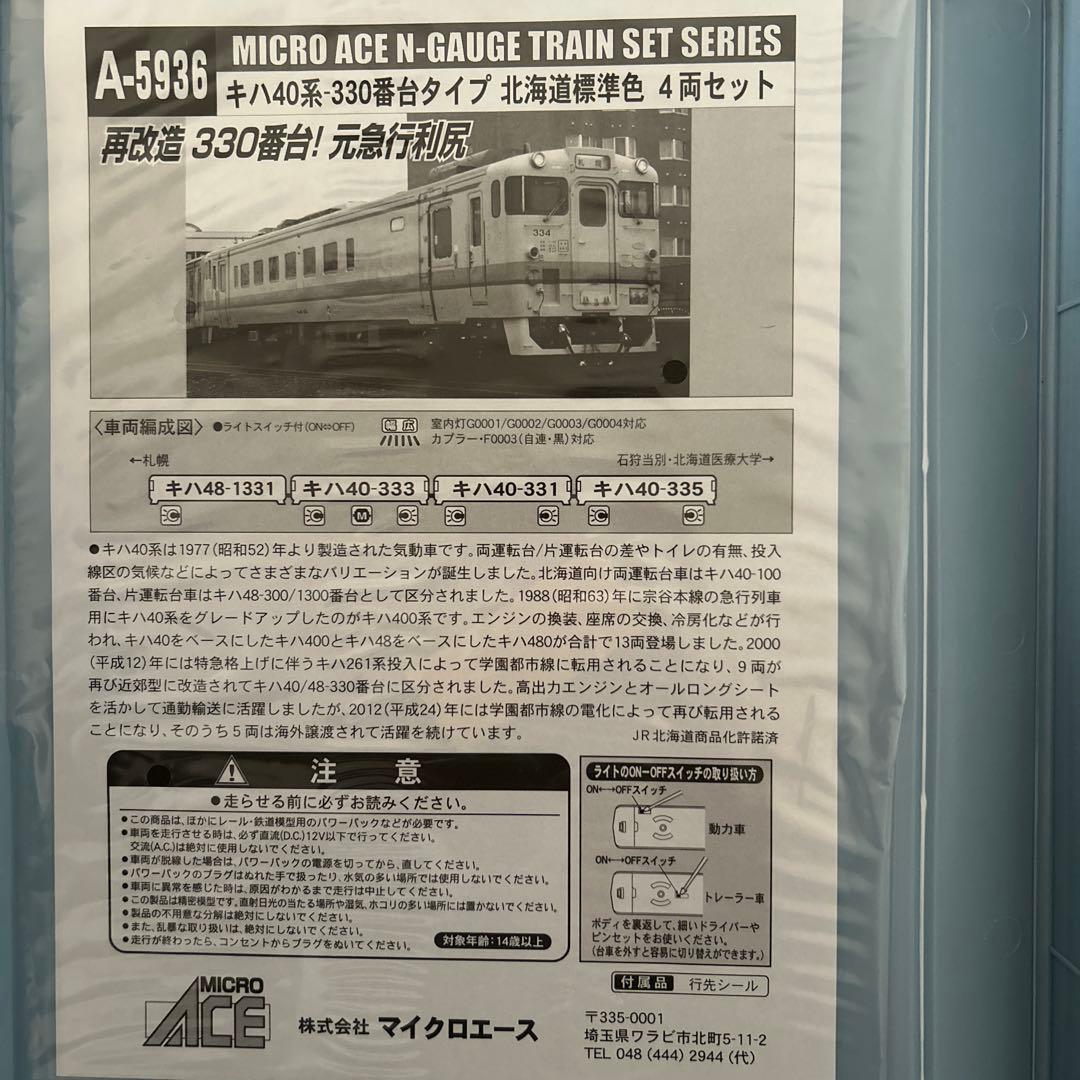 A-5936
MICRO ACE N-GAUGE TRAIN SET SERIES
キハ40系-330番台タイプ 北海道標準色 4両セット
再改造 330番台! 元急行利尻
札幌
334
〈車両編成図〉 ●ライトスイッチ付(ON⇔OFF) 幅広 室内灯G0001/G0002/G0003/G0004対応
カプラー・F0003(自連・黒)対応
←札幌 石狩当別・北海道医療大学→
キハ48-1331 キハ40-333 キハ40-331 キハ40-335
M
●キハ40系は1977(昭和52)年より製造された気動車です。両運転台/片運転台の差やトイレの有無、投入
線区の気候などによってさまざまなバリエーションが誕生しました。北海道向け両運転台車はキハ40-100
番台、片運転台車はキハ48-300/1300番台として区分されました。1988(昭和63)年に宗谷本線の急行列車
用にキハ40系をグレードアップしたのがキハ400系です。エンジンの換装、座席の交換、冷房化などが行
われ、キハ40をベースにしたキハ400とキハ48をベースにしたキハ480が合計で13両登場しました。2000
(平成12)年には特急格上げに伴うキハ261系投入によって学園都市線に転用されることになり、9両が
再び近郊型に改造されてキハ40/48-330番台に区分されました。高出力エンジンとオールロングシート
を活かして通勤輸送に活躍しましたが、2012(平成24)年には学園都市線の電化によって再び転用される
ことになり、そのうち5両は海外譲渡されて活躍を続けています。 JR北海道商品化許諾済
注意
●走らせる前に必ずお読みください。
●この商品は、ほかにレール・鉄道模型用のパワーパックなどが必要です。
●車両を走行させる時は、必ず直流(D.C.)12V以下で行ってください。
交流(A.C.)は絶対に使用しないでください。
●車両が脱線した場合は、パワーパックの電源を切ってから、直してください。
●パワーパックのプラグはぬれた手で扱ったり、水気の多い場所では使用しないでください。
●車両に異常を感じた時は、原因がわかるまで走行は中止してください。
●この製品は精密模型です。直射日光の当たる場所や湿気、ホコリの多い場所には置かないでください。
●製品の不用意な分解は絶対にしないでください。
●また、乱暴な取り扱いは、絶対にしないでください。
●走行が終わったら、コンセントからプラグをぬいてください。
対象年齢:14歳以上
ライトのON-OFFスイッチの取り扱い方
ON←→OFFスイッチ
動力車
ON←→OFFスイッチ
トレーラー車
ボディを裏返して、細いドライバーや
ピンセットをお使いください。
(台車を外すと容易に切り替えができます。)
付属品 行先シール
MICRO
ACE
株式会社 マイクロエース
〒335-0001
埼玉県ワラビ市北町5-11-2
TEL 048 (444) 2944 (代)